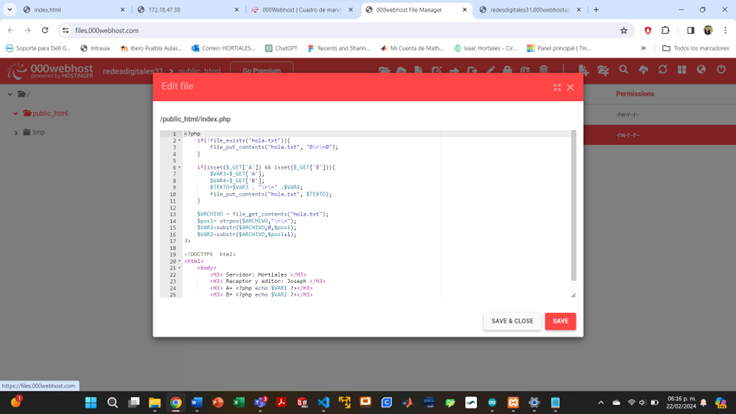 index.html
172.18.47.38
000Webhost | Cuadro de man
000webhost File Manager
redesdigitales31.000webhost
files.000webhost.com
Soporte para Dell G...
Intrauia
Ibero Puebla Aulas...
Correo: HORTIALES...
ChatGPT
Recents and Sharin...
Mi Cuenta de Math...
Isaac Hortales - Cir...
Panel principal | Tin...
»
Todos los marcadores
000webhost
powered by HOSTINGER
redesdigitales31 > public_html
Go Premium
Edit file
/
Permissions
public_html
-rw-r--r--
tmp
-rw-r--r--
/public_html/index.php
1 <?php
2 if(!file_exists("hola.txt")){
3 file_put_contents("hola.txt", "0\r\n0");
4 }
5
6 if(isset($_GET['A']) && isset($_GET['B'])){
7 $VAR3=$_GET['A'];
8 $VAR4=$_GET['B'];
9 $TEXTO=$VAR3 . "\r\n" .$VAR4;
10 file_put_contents("hola.txt", $TEXTO);
11 }
12
13 $ARCHIVO = file_get_contents("hola.txt");
14 $pos1= strpos($ARCHIVO,"\r\n");
15 $VAR1=substr($ARCHIVO,0,$pos1);
16 $VAR2=substr($ARCHIVO,$pos1+1);
17 ?>
18
19 <!DOCTYPE html>
20 <html>
21 <body>
22 <H3> Servidor: Hortiales </H3>
23 <H3> Receptor y editor: Joseph </H3>
24 <H3> A= <?php echo $VAR1 ?></H3>
25 <H3> B= <?php echo $VAR2 ?></H3>
SAVE & CLOSE
SAVE
https://files.000webhost.com
06:16 p. m.
22/02/2024